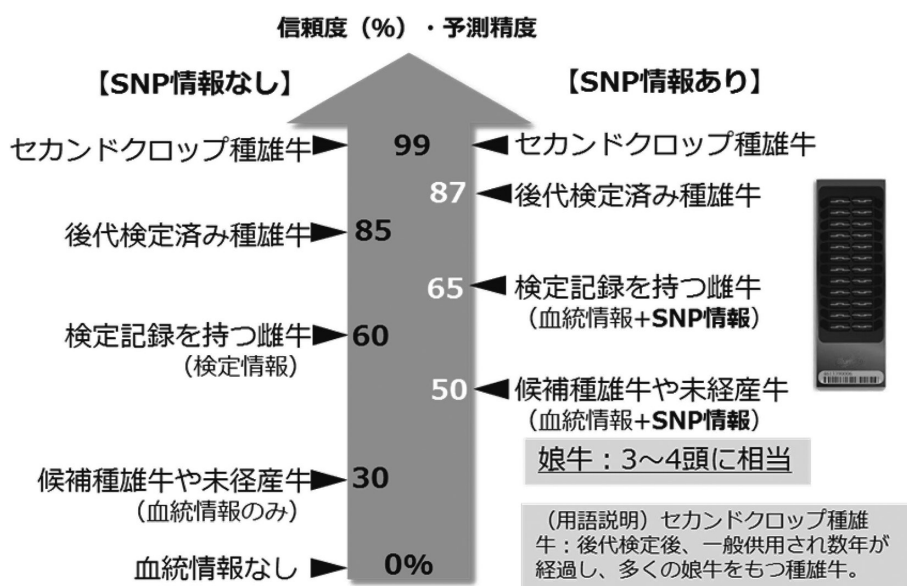 信頼度（%）・予測精度
【SNP情報なし】
【SNP情報あり】
セカンドクロップ種雄牛
99
セカンドクロップ種雄牛
87
後代検定済み種雄牛
後代検定済み種雄牛
85
65
検定記録を持つ雌牛
（血統情報+SNP情報）
検定記録を持つ雌牛
（検定情報）
60
50
候補種雄牛や未経産牛
（血統情報+SNP情報）
娘牛：3～4頭に相当
候補種雄牛や未径産牛
（血統情報のみ）
30
血統情報なし
0%
（用語説明）セカンドクロップ種雄
牛：後代検定後、一般供用され数年が
経過し、多くの娘牛をもつ種雄牛。